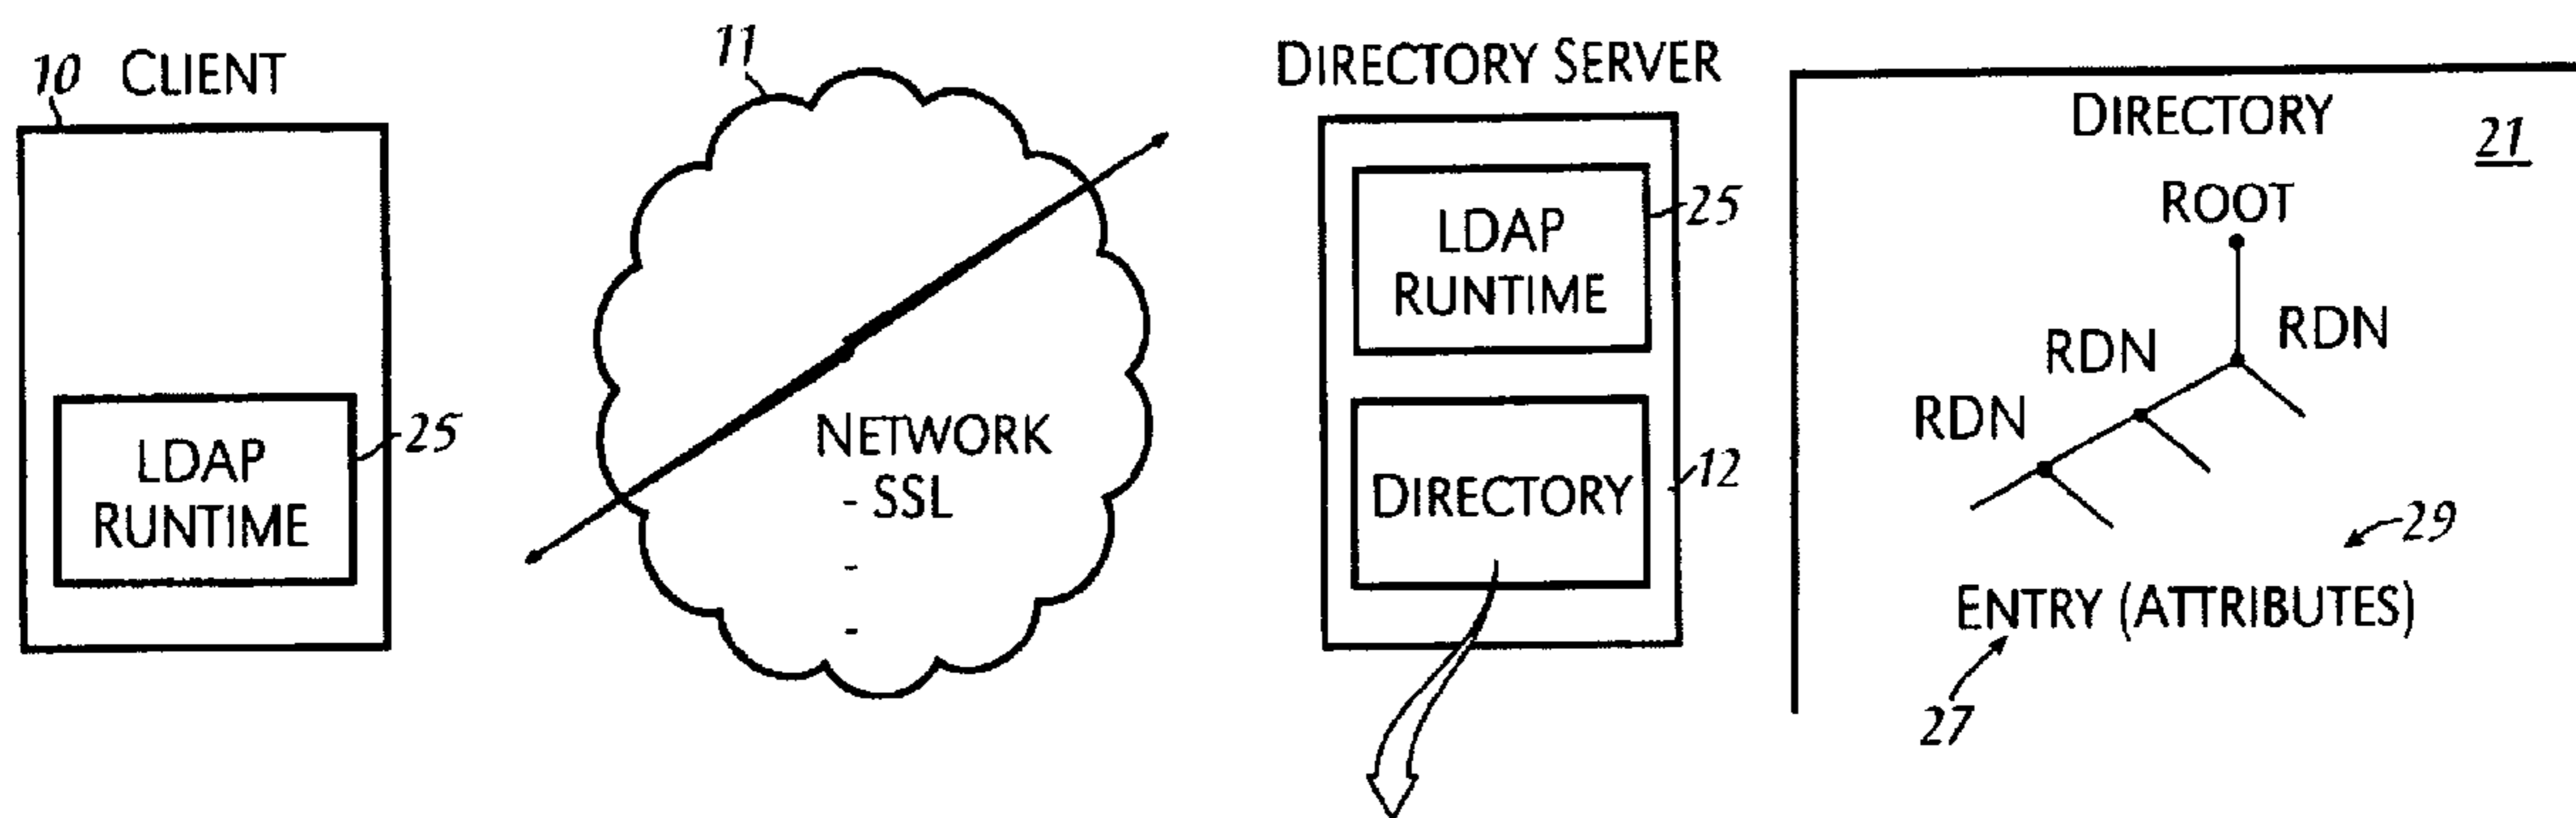 10 CLIENT
LDAP
RUNTIME
25
11
NETWORK
- SSL
-
-
DIRECTORY SERVER
LDAP
RUNTIME
25
DIRECTORY
12
DIRECTORY
21
ROOT
RDN
RDN
RDN
29
ENTRY (ATTRIBUTES)
27